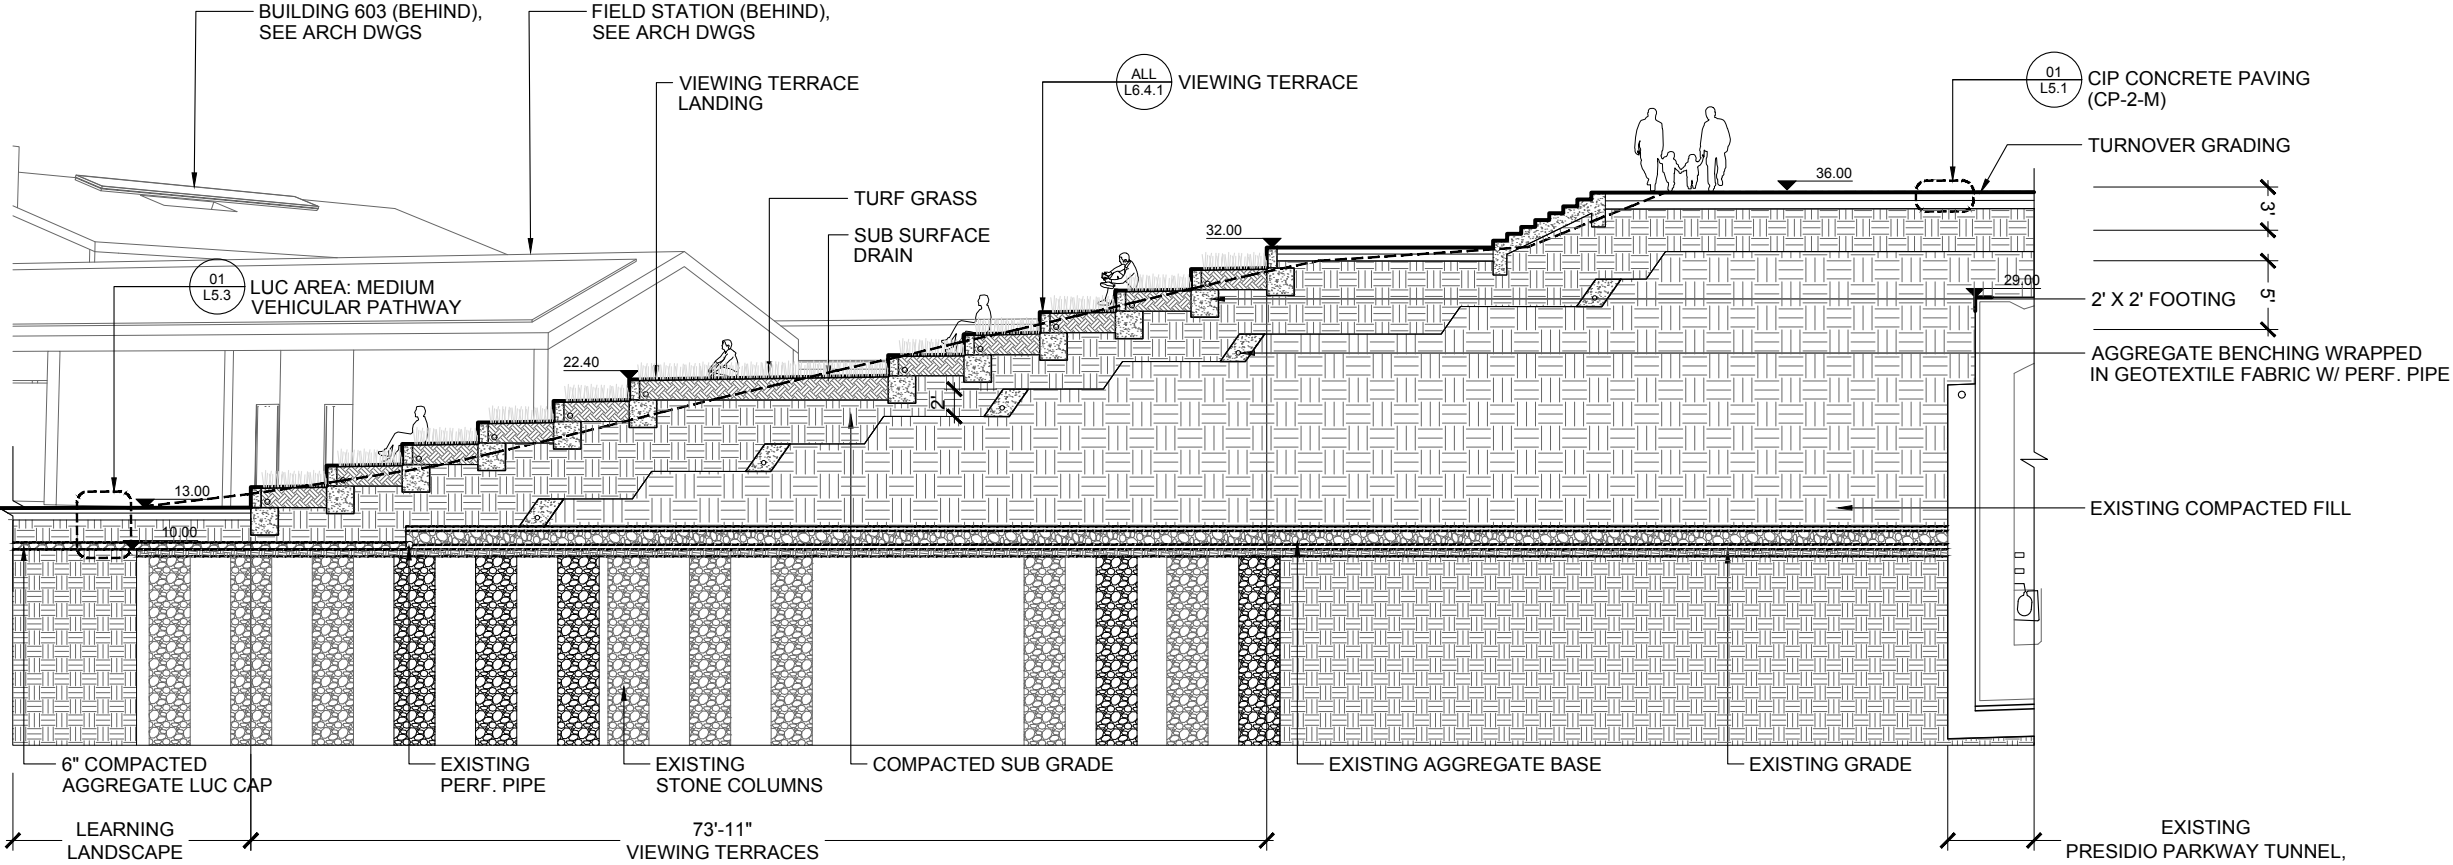 BUILDING 603 (BEHIND),
SEE ARCH DWGS
FIELD STATION (BEHIND),
SEE ARCH DWGS
VIEWING TERRACE
LANDING
ALL
L6.4.1
VIEWING TERRACE
01
L5.1
CIP CONCRETE PAVING
(CP-2-M)
TURNOVER GRADING
36.00
3'
TURF GRASS
SUB SURFACE
DRAIN
32.00
01
L5.3
LUC AREA: MEDIUM
VEHICULAR PATHWAY
29.00
5'
2' X 2' FOOTING
AGGREGATE BENCHING WRAPPED
IN GEOTEXTILE FABRIC W/ PERF. PIPE
22.40
2'
13.00
10.00
EXISTING COMPACTED FILL
6" COMPACTED
AGGREGATE LUC CAP
EXISTING
PERF. PIPE
EXISTING
STONE COLUMNS
COMPACTED SUB GRADE
EXISTING AGGREGATE BASE
EXISTING GRADE
LEARNING
LANDSCAPE
73'-11"
VIEWING TERRACES
EXISTING
PRESIDIO PARKWAY TUNNEL,